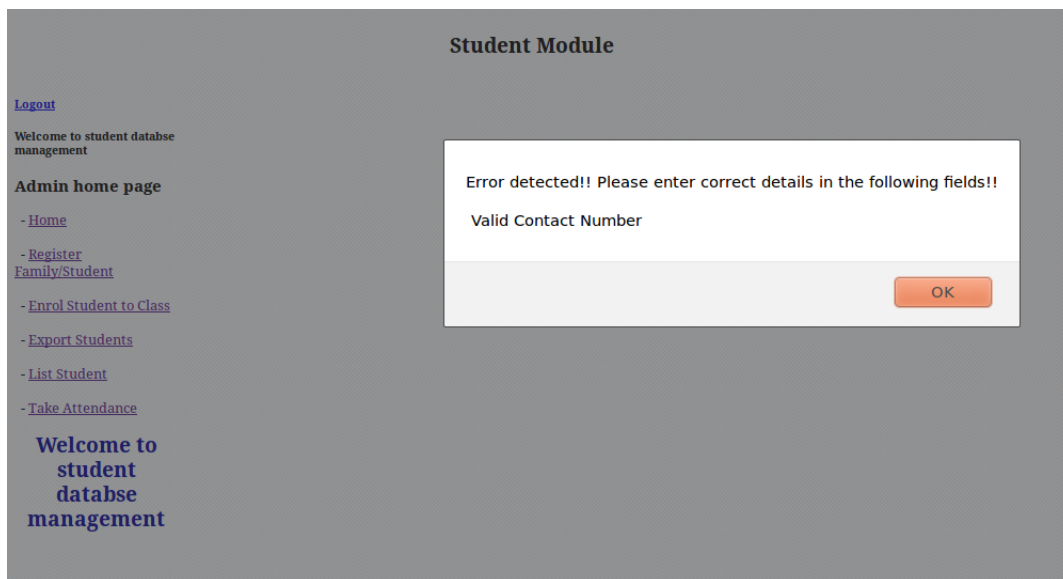 Student Module
Logout
Welcome to student databse
management
Admin home page
- Home
- Register
Family/Student
- Enrol Student to Class
- Export Students
- List Student
- Take Attendance
Welcome to
student
databse
management
Error detected!! Please enter correct details in the following fields!!
Valid Contact Number
OK